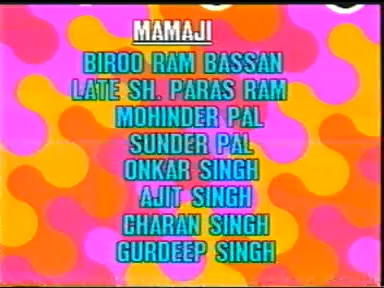 MAMAJI
BIROO RAM BASSAN
LATE SH. PARAS RAM
MOHINDER PAL
SUNDER PAL
ONKAR SINGH
AJIT SINGH
CHARAN SINGH
GURDEEP SINGH